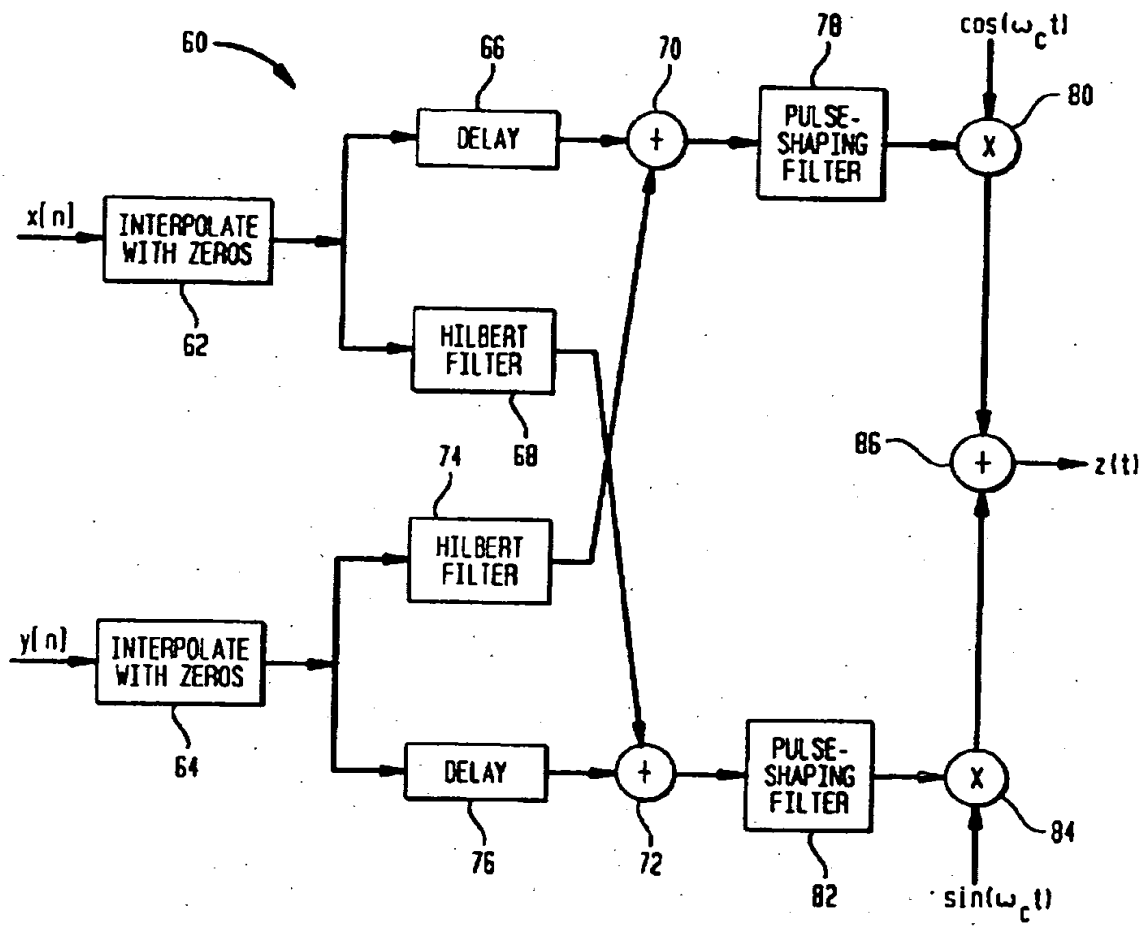 60
66
70
78
cos(ω_c t)
80
DELAY
+
PULSE-
SHAPING
FILTER
X
x[n]
INTERPOLATE
WITH ZEROS
62
HILBERT
FILTER
68
74
86
+
z(t)
HILBERT
FILTER
y[n]
INTERPOLATE
WITH ZEROS
64
DELAY
76
+
72
PULSE-
SHAPING
FILTER
82
X
84
sin(ω_c t)